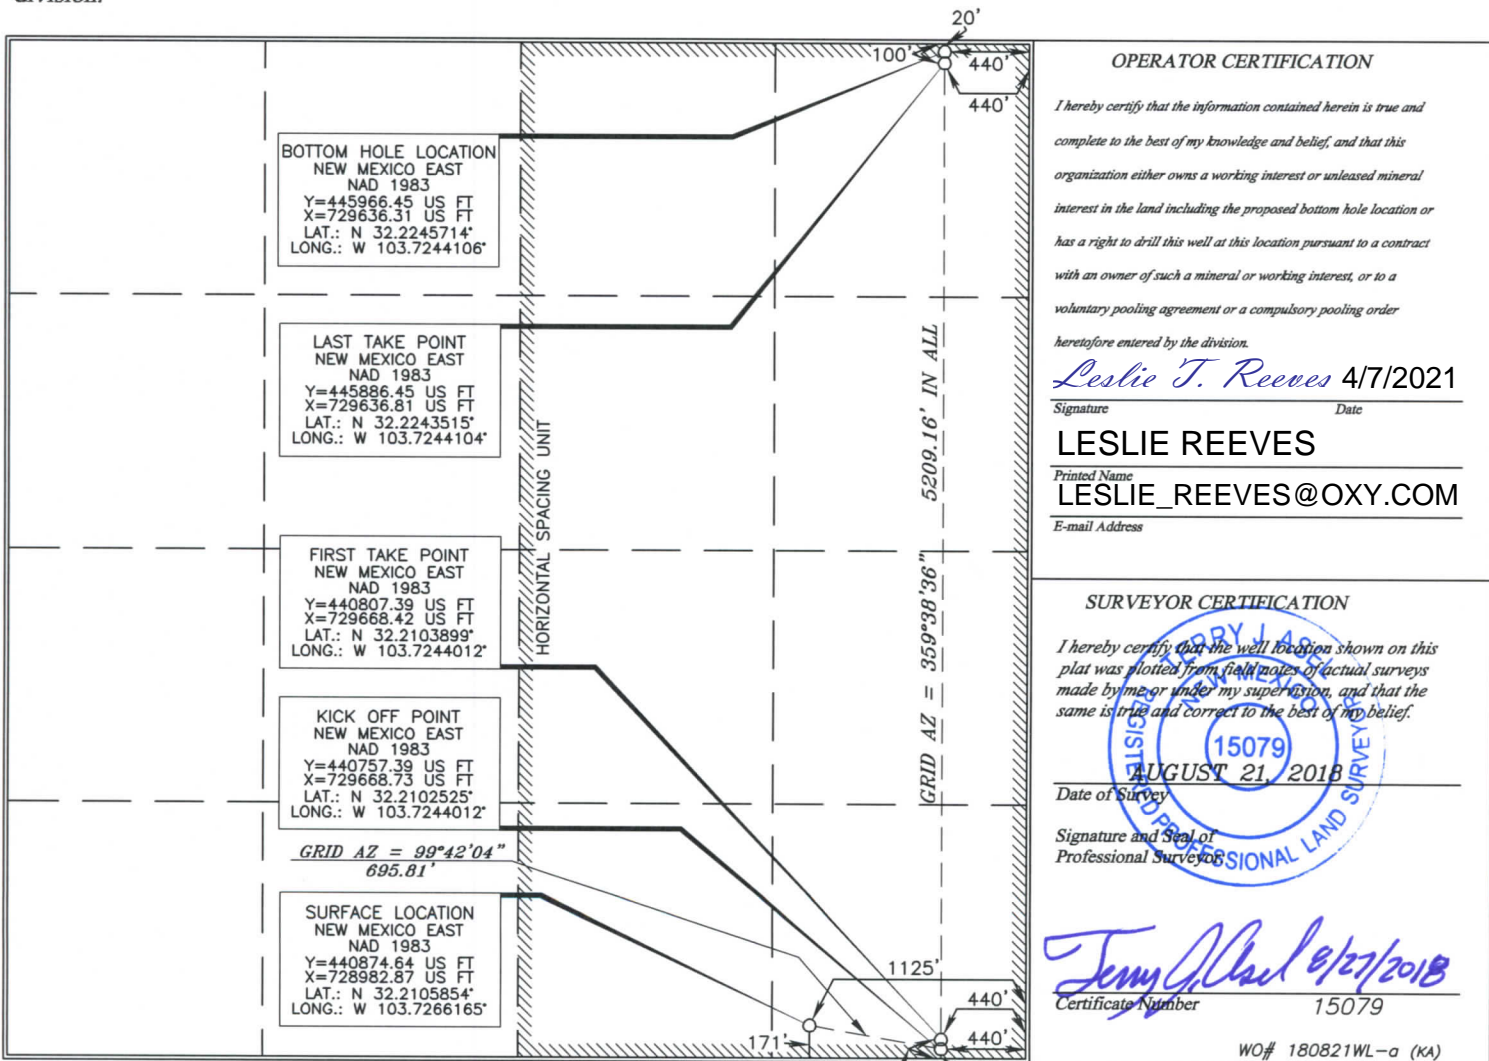 division.
20'
100'
440'
440'
BOTTOM HOLE LOCATION
NEW MEXICO EAST
NAD 1983
Y=445966.45 US FT
X=729636.31 US FT
LAT.: N 32.2245714°
LONG.: W 103.7244106°
LAST TAKE POINT
NEW MEXICO EAST
NAD 1983
Y=445886.45 US FT
X=729636.81 US FT
LAT.: N 32.2243515°
LONG.: W 103.7244104°
FIRST TAKE POINT
NEW MEXICO EAST
NAD 1983
Y=440807.39 US FT
X=729668.42 US FT
LAT.: N 32.2103899°
LONG.: W 103.7244012°
KICK OFF POINT
NEW MEXICO EAST
NAD 1983
Y=440757.39 US FT
X=729668.73 US FT
LAT.: N 32.2102525°
LONG.: W 103.7244012°
GRID AZ = 99°42'04"
695.81'
SURFACE LOCATION
NEW MEXICO EAST
NAD 1983
Y=440874.64 US FT
X=728982.87 US FT
LAT.: N 32.2105854°
LONG.: W 103.7266165°
HORIZONTAL SPACING UNIT
GRID AZ = 359°38'36" 5209.16' IN ALL
1125'
440'
171'
440'
OPERATOR CERTIFICATION
I hereby certify that the information contained herein is true and
complete to the best of my knowledge and belief, and that this
organization either owns a working interest or unleased mineral
interest in the land including the proposed bottom hole location or
has a right to drill this well at this location pursuant to a contract
with an owner of such a mineral or working interest, or to a
voluntary pooling agreement or a compulsory pooling order
heretofore entered by the division.
Leslie T. Reeves 4/7/2021
Signature Date
LESLIE REEVES
Printed Name
LESLIE_REEVES@OXY.COM
E-mail Address
SURVEYOR CERTIFICATION
I hereby certify that the well location shown on this
plat was plotted from field notes of actual surveys
made by me or under my supervision, and that the
same is true and correct to the best of my belief.
TERRY J. ASEL
NEW MEXICO
15079
REGISTERED PROFESSIONAL LAND SURVEYOR
AUGUST 21, 2018
Date of Survey
Signature and Seal of
Professional Surveyor:
Terry J. Asel 8/27/2018
Certificate Number 15079
WO# 180821WL-a (KA)